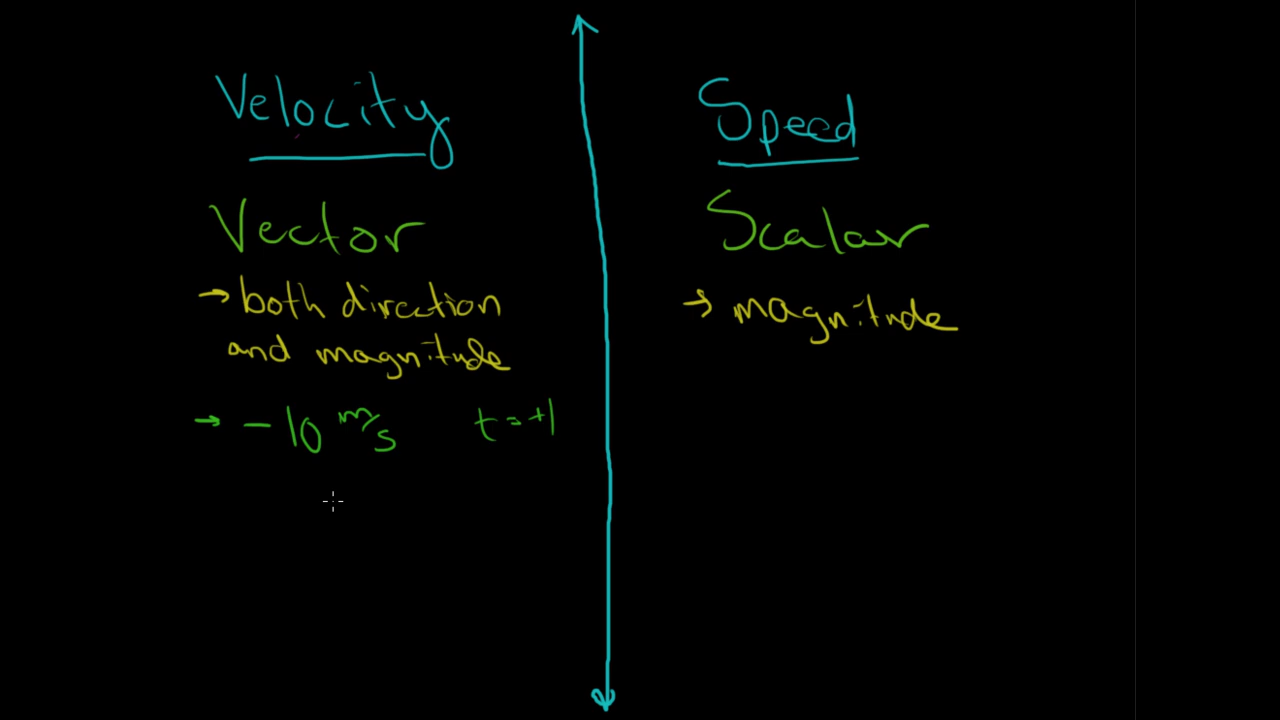 Velocity
Vector
→ both direction
and magnitude
→ -10 m/s t=+1
Speed
Scalar
→ magnitude